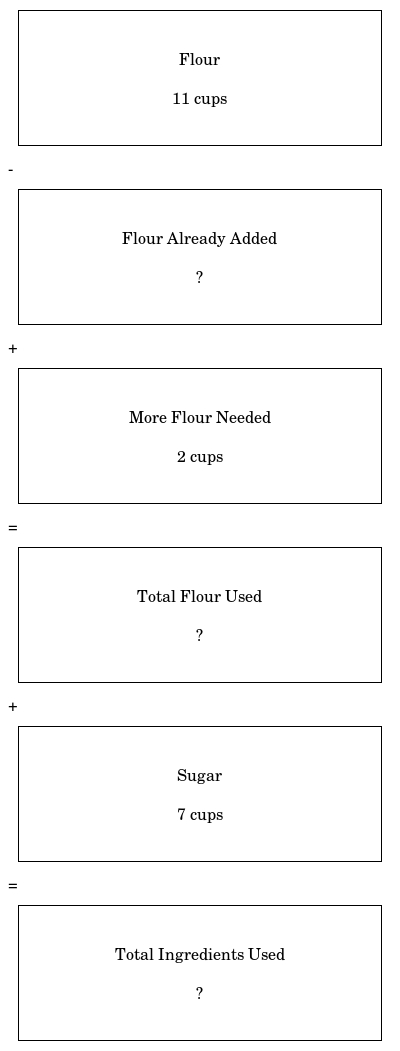 Flour
11 cups
-
Flour Already Added
?
+
More Flour Needed
2 cups
=
Total Flour Used
?
+
Sugar
7 cups
=
Total Ingredients Used
?